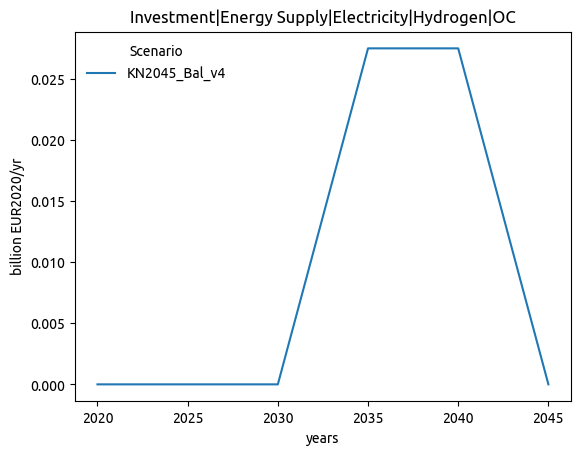 Investment|Energy Supply|Electricity|Hydrogen|OC
Scenario
KN2045_Bal_v4
billion EUR2020/yr
0.025
0.020
0.015
0.010
0.005
0.000
2020 2025 2030 2035 2040 2045
years